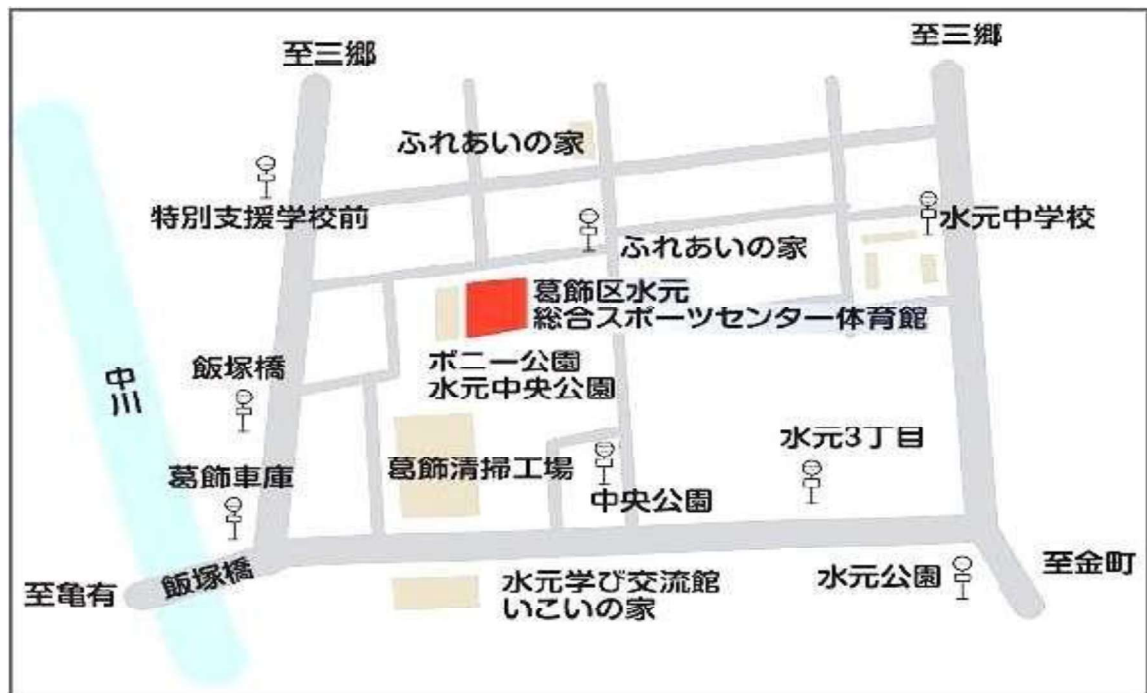 至三郷
至三郷
ふれあいの家
特別支援学校前
水元中学校
ふれあいの家
葛飾区水元
総合スポーツセンター体育館
ポニー公園
水元中央公園
飯塚橋
中川
水元3丁目
葛飾清掃工場
葛飾車庫
中央公園
飯塚橋
至亀有
水元学び交流館
いこいの家
水元公園
至金町